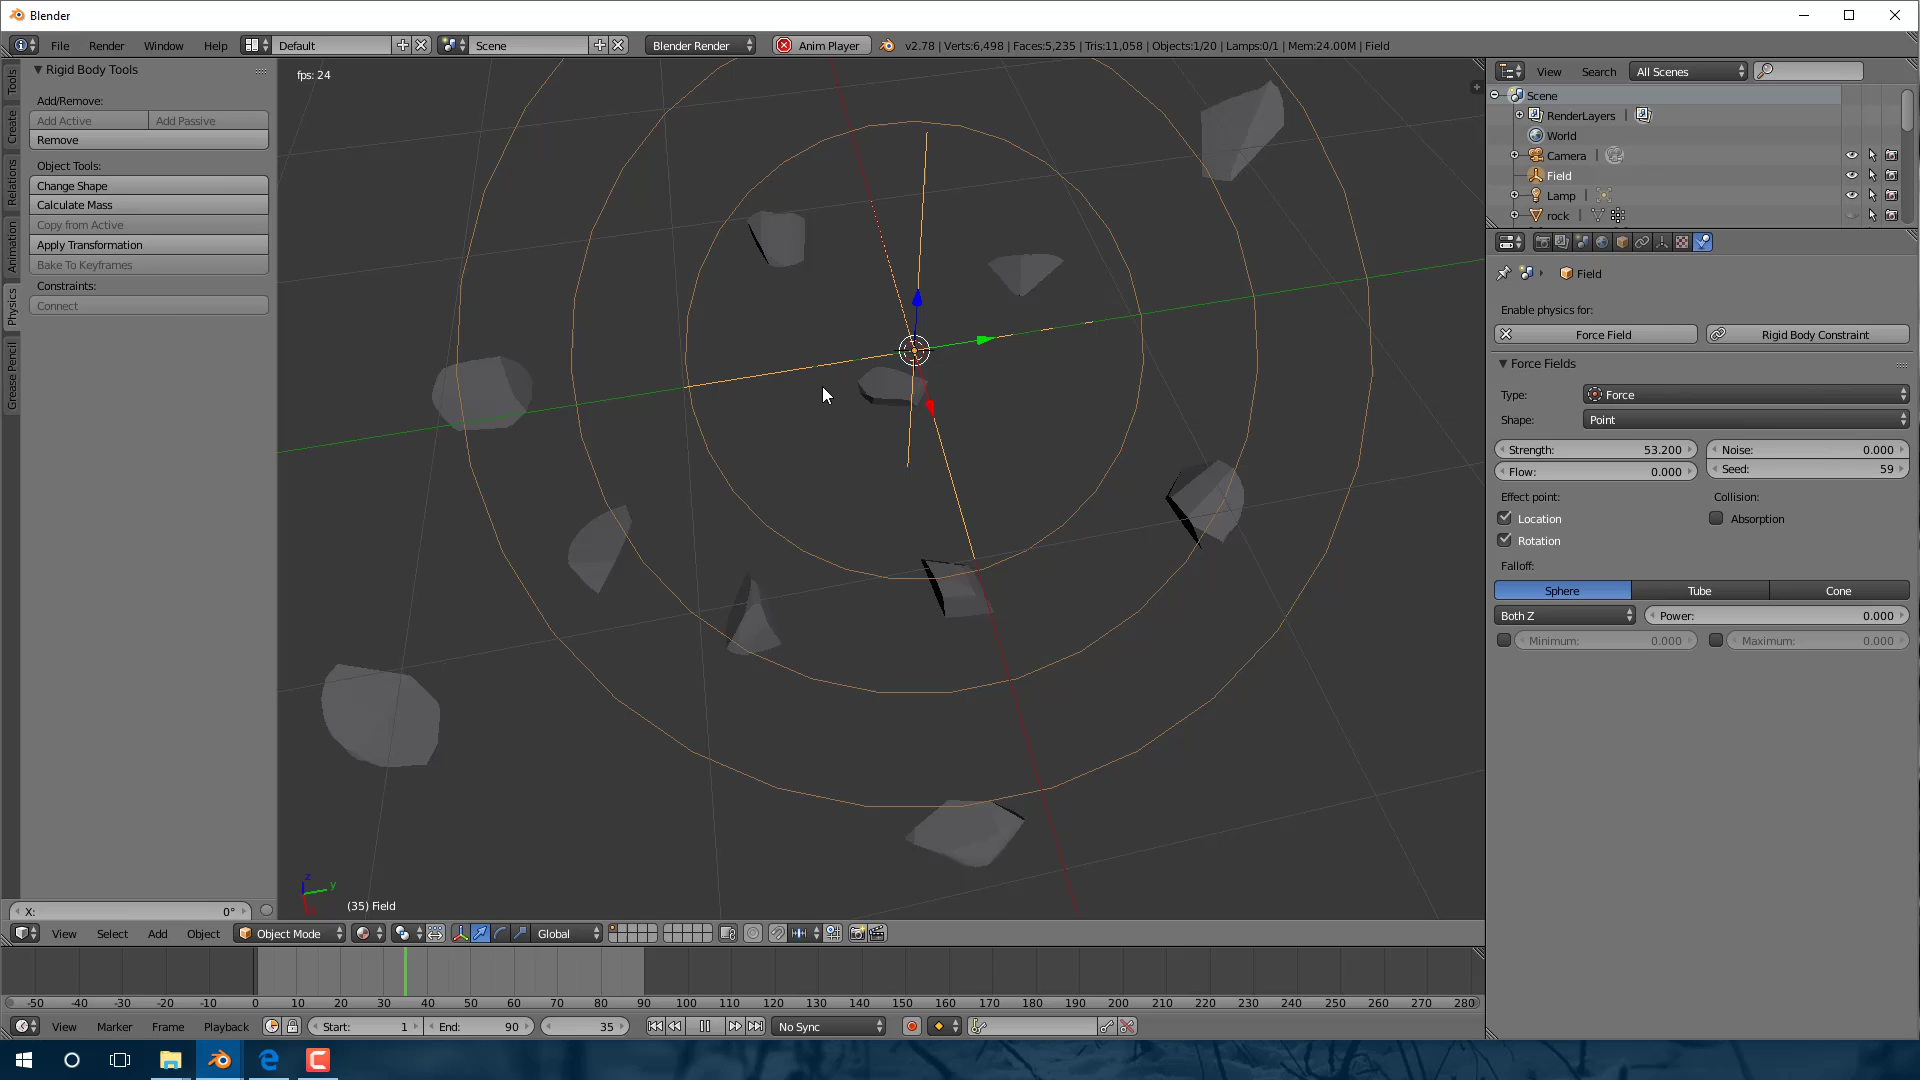 Blender
File Render Window Help Default Scene Blender Render Anim Player v2.78 | Verts:6,498 | Faces:5,235 | Tris:11,058 | Objects:1/20 | Lamps:0/1 | Mem:24.00M | Field
Tools
Create
Relations
Animation
Physics
Grease Pencil
Rigid Body Tools
Add/Remove:
Add Active Add Passive
Remove
Object Tools:
Change Shape
Calculate Mass
Copy from Active
Apply Transformation
Bake To Keyframes
Constraints:
Connect
X: 0°
fps: 24
z
y
(35) Field
View Select Add Object Object Mode Global
-50 -40 -30 -20 -10 0 10 20 30 40 50 60 70 80 90 100 110 120 130 140 150 160 170 180 190 200 210 220 230 240 250 260 270 280
View Marker Frame Playback Start: 1 End: 90 35 No Sync
View Search All Scenes
Scene
RenderLayers |
World
Camera |
Field
Lamp |
rock |
Field
Enable physics for:
Force Field Rigid Body Constraint
Force Fields
Type: Force
Shape: Point
Strength: 53.200 Noise: 0.000
Flow: 0.000 Seed: 59
Effect point: Collision:
Location Absorption
Rotation
Falloff:
Sphere Tube Cone
Both Z Power: 0.000
Minimum: 0.000 Maximum: 0.000